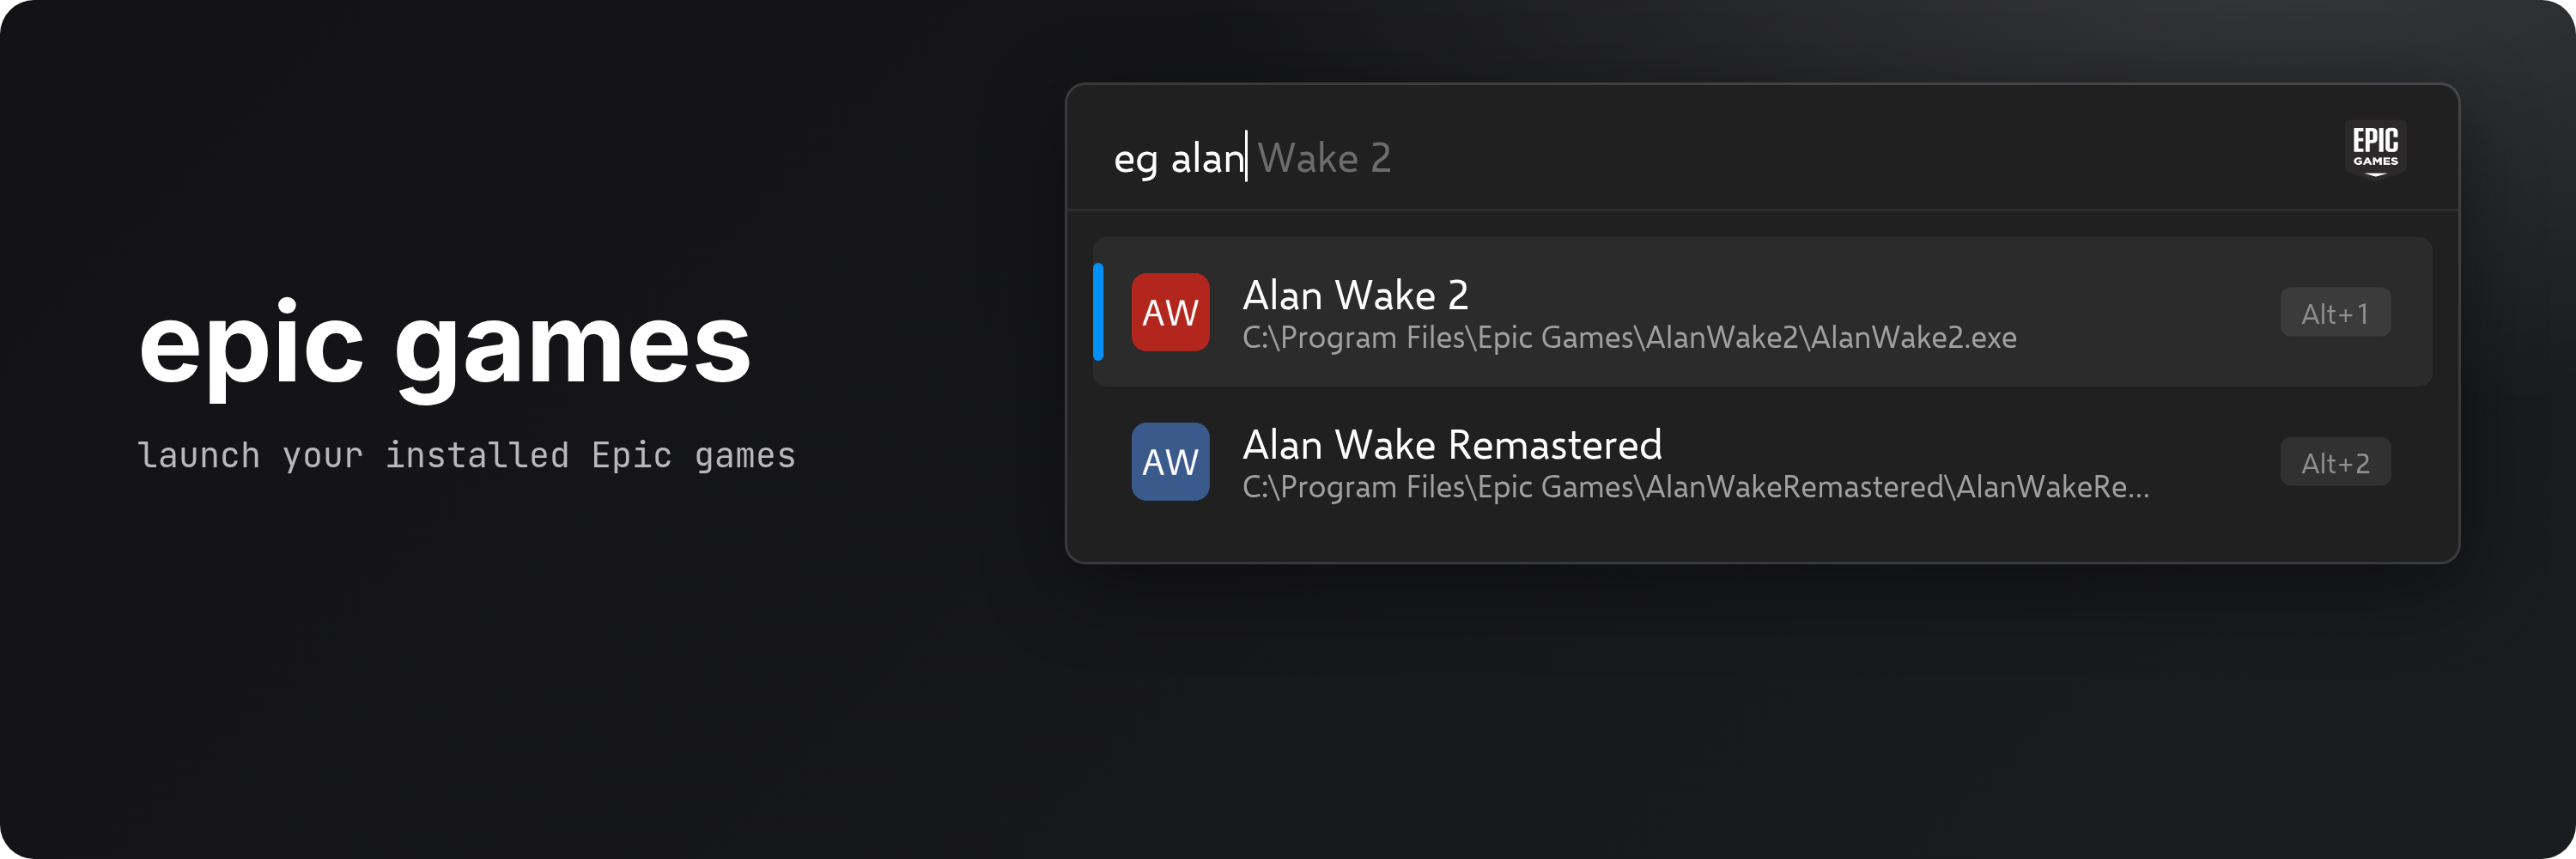 epic games
launch your installed Epic games
eg alan Wake 2
EPIC
GAMES
AW
Alan Wake 2
C:\Program Files\Epic Games\AlanWake2\AlanWake2.exe
Alt+1
AW
Alan Wake Remastered
C:\Program Files\Epic Games\AlanWakeRemastered\AlanWakeRe...
Alt+2